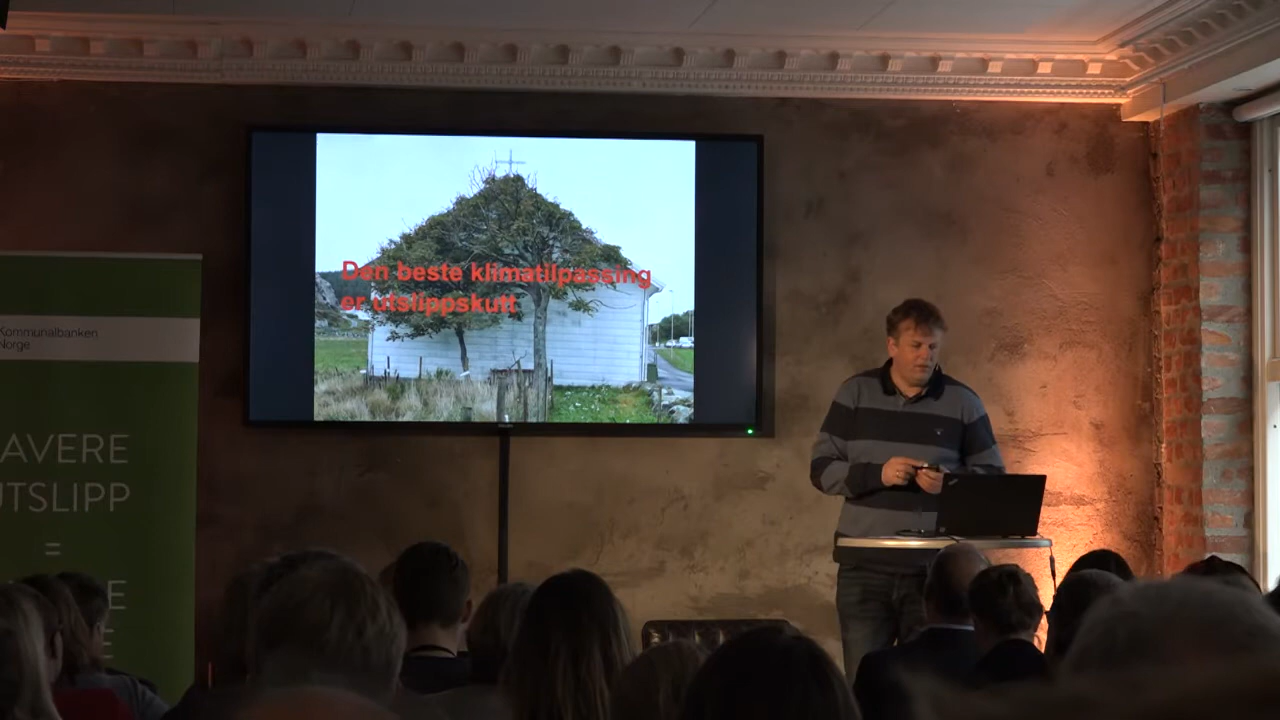 Den beste klimatilpassing
er utslippskutt
Kommunalbanken
Norge
AVERE
UTSLIPP
=